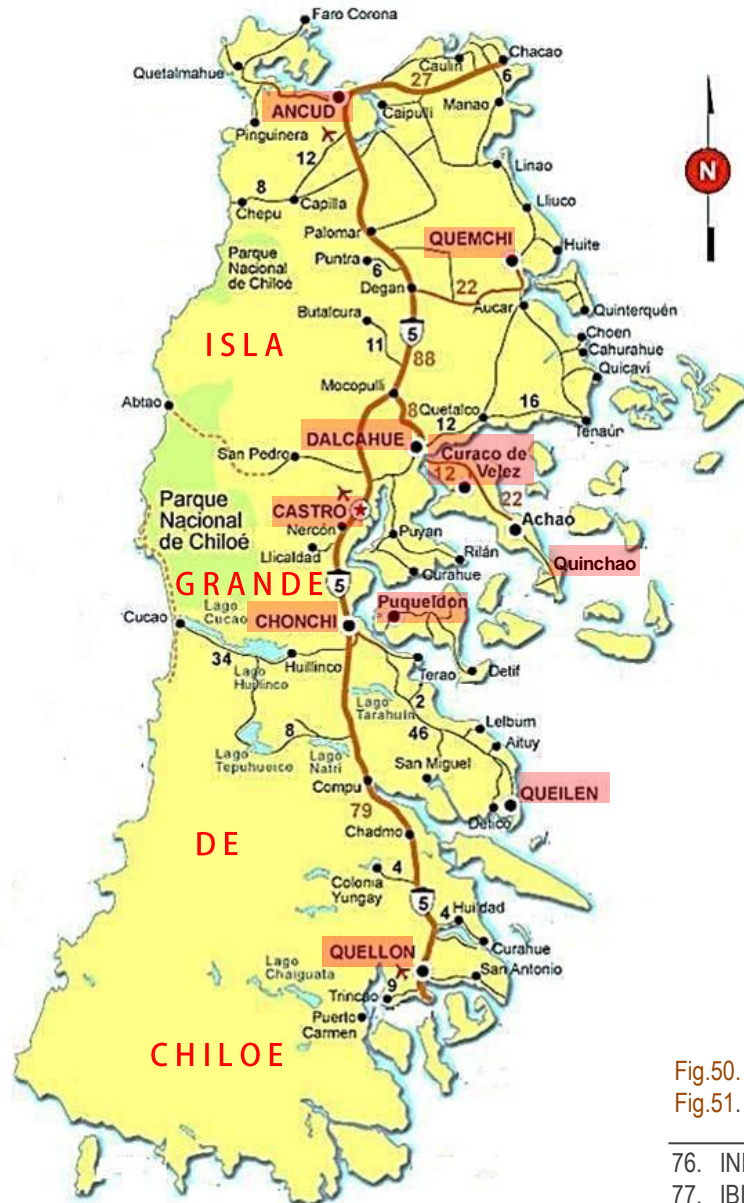 Faro Corona
Chacao
Caulin
Quetalmahue
27
6
ANCUD
Caipulli
Manao
Pinguinera
12
Linao
8
Capilla
Chepu
Lliuco
Palomar
QUEMCHI
Huite
Parque
Nacional
de Chiloé
Puntra
6
Degan
22
Aucar
Quinterquén
Butalcura
5
Choen
Cahurahue
ISLA
11
88
Quicaví
Mocopulli
Abtao
8
Quetalco
16
12
Tenaún
DALCAHUE
San Pedro
Curaco de
Velez
12
22
Parque
Nacional
de Chiloé
CASTRO
Achao
Nercón
Puyan
Llicaldad
Rilán
Quinchao
Curahue
GRANDE
5
Puqueldon
Lago
Cucao
Cucao
CHONCHI
34
Huillinco
Terao
Detif
Lago
Huillinco
2
Lago
Tarahuin
8
46
Lelbum
Aituy
Lago
Tepuhueico
Lago
Natri
San Miguel
Compu
QUEILEN
79
Detico
Chadmo
DE
4
Colonia
Yungay
5
4
Huildad
QUELLON
Curahue
Lago
Chaiguata
San Antonio
9
Trincao
Puerto
Carmen
CHILOE
N
Fig.50.
Fig.51.
76.
77.